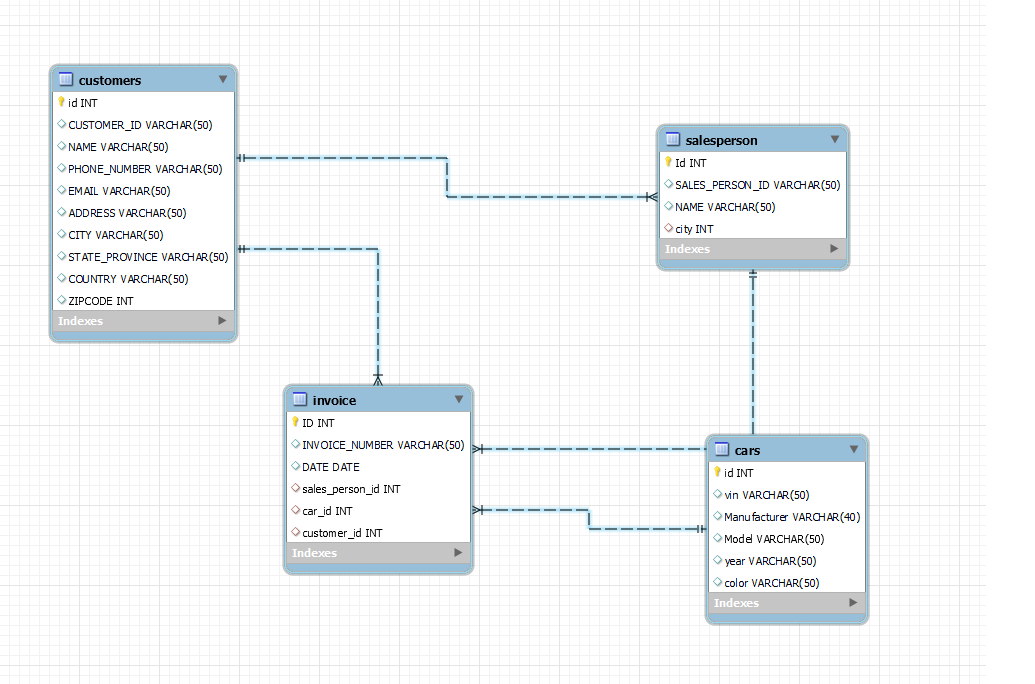 customers
id INT
CUSTOMER_ID VARCHAR(50)
NAME VARCHAR(50)
PHONE_NUMBER VARCHAR(50)
EMAIL VARCHAR(50)
ADDRESS VARCHAR(50)
CITY VARCHAR(50)
STATE_PROVINCE VARCHAR(50)
COUNTRY VARCHAR(50)
ZIPCODE INT
Indexes
salesperson
Id INT
SALES_PERSON_ID VARCHAR(50)
NAME VARCHAR(50)
city INT
Indexes
invoice
ID INT
INVOICE_NUMBER VARCHAR(50)
DATE DATE
sales_person_id INT
car_id INT
customer_id INT
Indexes
cars
id INT
vin VARCHAR(50)
Manufacturer VARCHAR(40)
Model VARCHAR(50)
year VARCHAR(50)
color VARCHAR(50)
Indexes